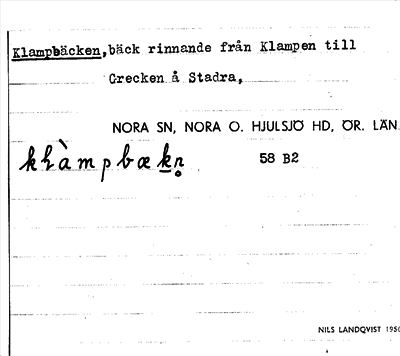 Klampbäcken, bäck rinnande från Klampen till
Grecken å Stadra,
NORA SN, NORA O. HJULSJÖ HD, ÖR. LÄN
58 B2
NILS LANDQVIST 1950